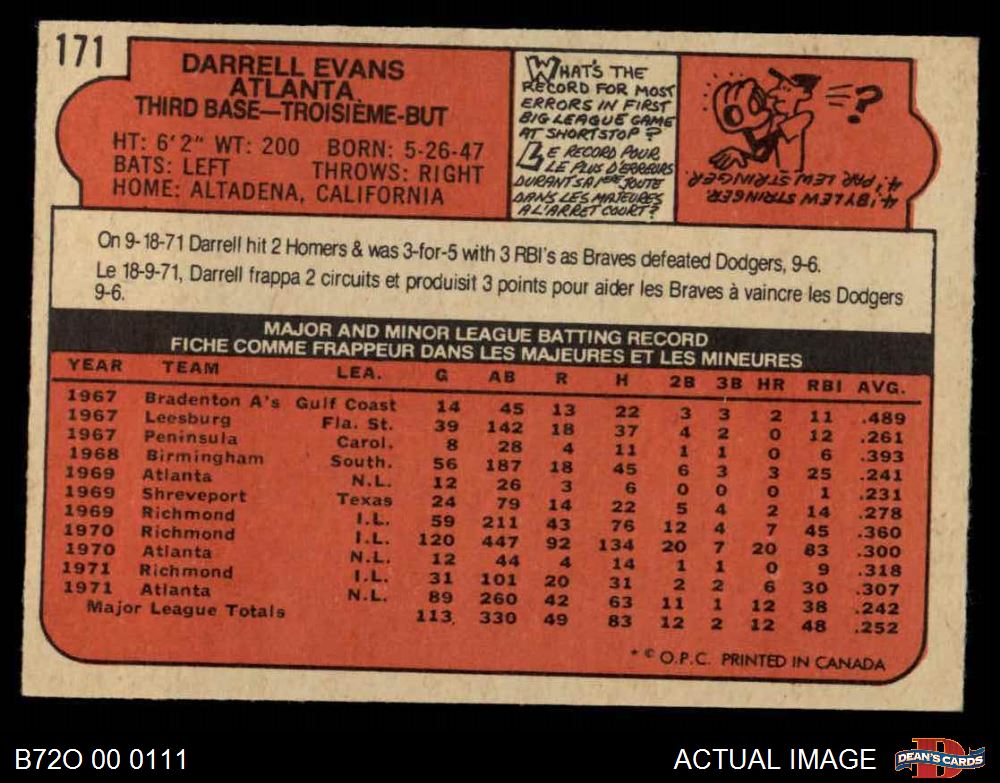 171
DARRELL EVANS
ATLANTA
THIRD BASE—TROISIÈME-BUT
HT: 6'2" WT: 200 BORN: 5-26-47
BATS: LEFT THROWS: RIGHT
HOME: ALTADENA, CALIFORNIA
WHAT'S THE
RECORD FOR MOST
ERRORS IN FIRST
BIG LEAGUE GAME
AT SHORTSTOP?
LE RECORD POUR
LE PLUS D'ERREURS
DURANT SA 1ERE JOUTE
DANS LES MAJEURES
A L'ARRET COURT?
?
4: BY LEW STRINGER
4: PAR LEW STRINGER.
On 9-18-71 Darrell hit 2 Homers & was 3-for-5 with 3 RBI's as Braves defeated Dodgers, 9-6.
Le 18-9-71, Darrell frappa 2 circuits et produisit 3 points pour aider les Braves à vaincre les Dodgers
9-6.
MAJOR AND MINOR LEAGUE BATTING RECORD
FICHE COMME FRAPPEUR DANS LES MAJEURES ET LES MINEURES
YEAR TEAM LEA. G AB R H 2B 3B HR RBI AVG.
1967 Bradenton A's Gulf Coast 14 45 13 22 3 3 2 11 .489
1967 Leesburg Fla. St. 39 142 18 37 4 2 0 12 .261
1967 Peninsula Carol. 8 28 4 11 1 1 0 6 .393
1968 Birmingham South. 56 187 18 45 6 3 3 25 .241
1969 Atlanta N.L. 12 26 3 6 0 0 0 1 .231
1969 Shreveport Texas 24 79 14 22 5 4 2 14 .278
1969 Richmond I.L. 59 211 43 76 12 4 7 45 .360
1970 Richmond I.L. 120 447 92 134 20 7 20 83 .300
1970 Atlanta N.L. 12 44 4 14 1 1 0 9 .318
1971 Richmond I.L. 31 101 20 31 2 2 6 30 .307
1971 Atlanta N.L. 89 260 42 63 11 1 12 38 .242
Major League Totals 113 330 49 83 12 2 12 48 .252
* © O.P.C. PRINTED IN CANADA
B72O 00 0111
ACTUAL IMAGE
D
DEAN'S CARDS